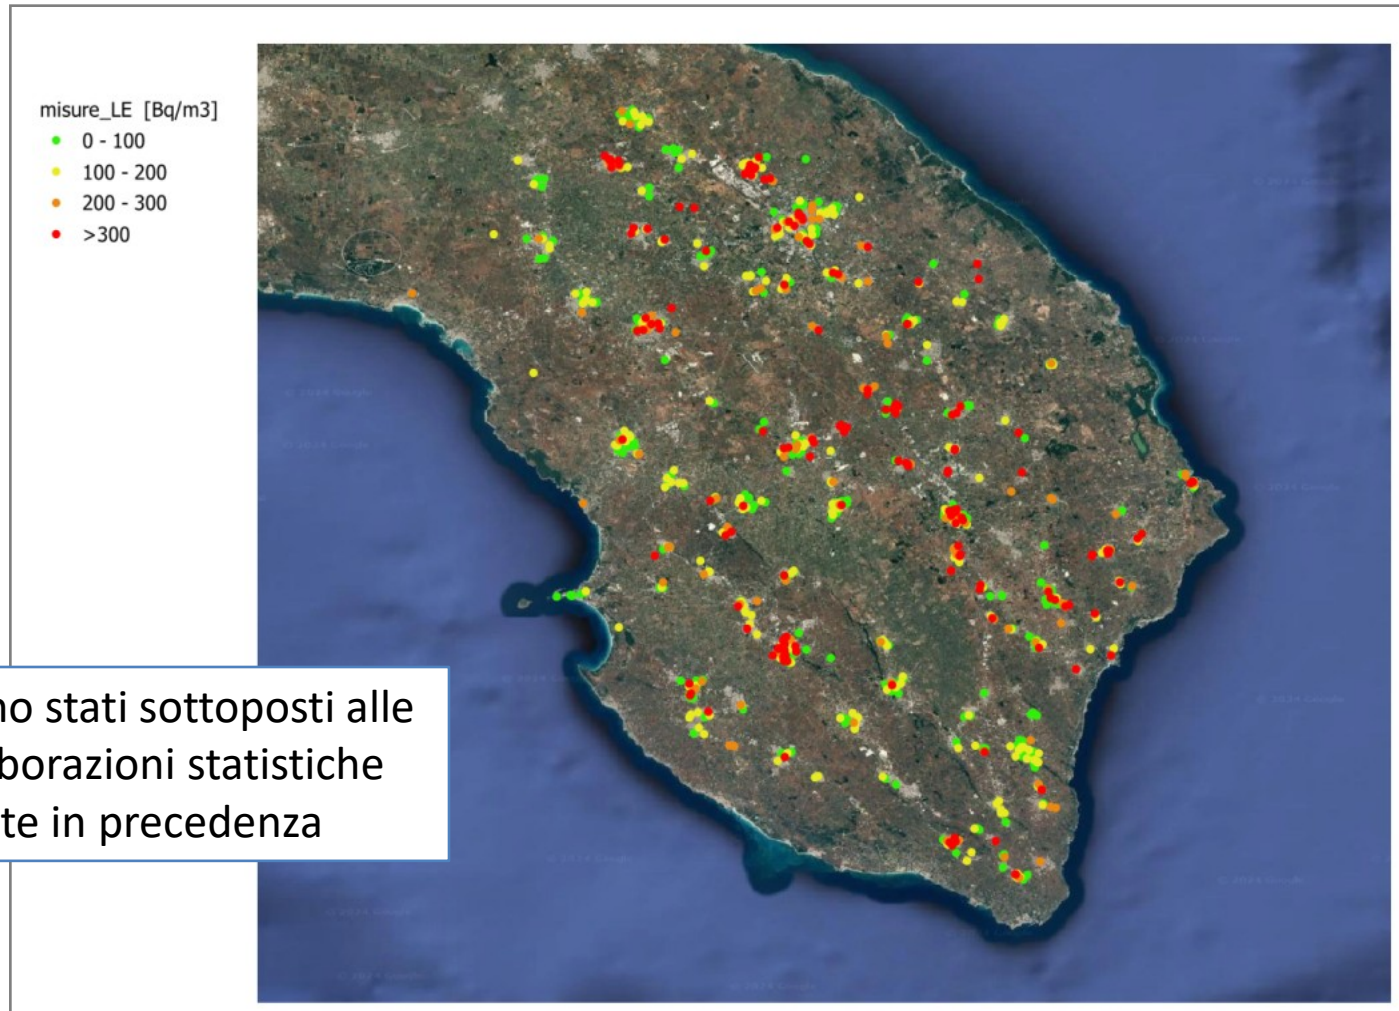 misure_LE [Bq/m3]
0 - 100
100 - 200
200 - 300
>300
no stati sottoposti alle
borazioni statistiche
te in precedenza